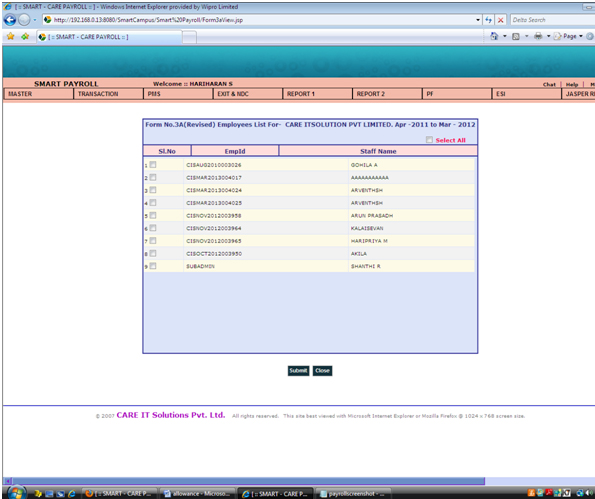 [ :: SMART - CARE PAYROLL :: ] - Windows Internet Explorer provided by Wipro Limited
http://192.168.0.13:8080/SmartCampus/Smart%20Payroll/Form3aView.jsp
Delta Search
[ :: SMART - CARE PAYROLL :: ]
Page
SMART PAYROLL Welcome :: HARIHARAN S Chat | Help | M
MASTER TRANSACTION PMS EXIT & NDC REPORT 1 REPORT 2 PF ESI JASPER RE
Form No.3A(Revised) Employees List For- CARE ITSOLUTION PVT LIMITED. Apr -2011 to Mar - 2012
Select All
Sl.No EmpId Staff Name
1 CISAUG2010003026 GOHILA A
2 CISMAR2013004017 AAAAAAAAAAA
3 CISMAR2013004024 ARVENTHSH
4 CISMAR2013004025 ARVENTHSH
5 CISNOV2012003958 ARUN PRASADH
6 CISNOV2012003964 KALAISEVAN
7 CISNOV2012003965 HARIPRIYA M
8 CISOCT2012003950 AKILA
9 SUBADMIN SHANTHI R
Submit Close
© 2007 CARE IT Solutions Pvt. Ltd. All rights reserved. This site best viewed with Microsoft Internet Explorer or Mozilla Firefox @ 1024 x 768 screen size.
[ :: SMART - CARE P... allowance - Microso... [ :: SMART - CARE P... payrollscreenshot - ...